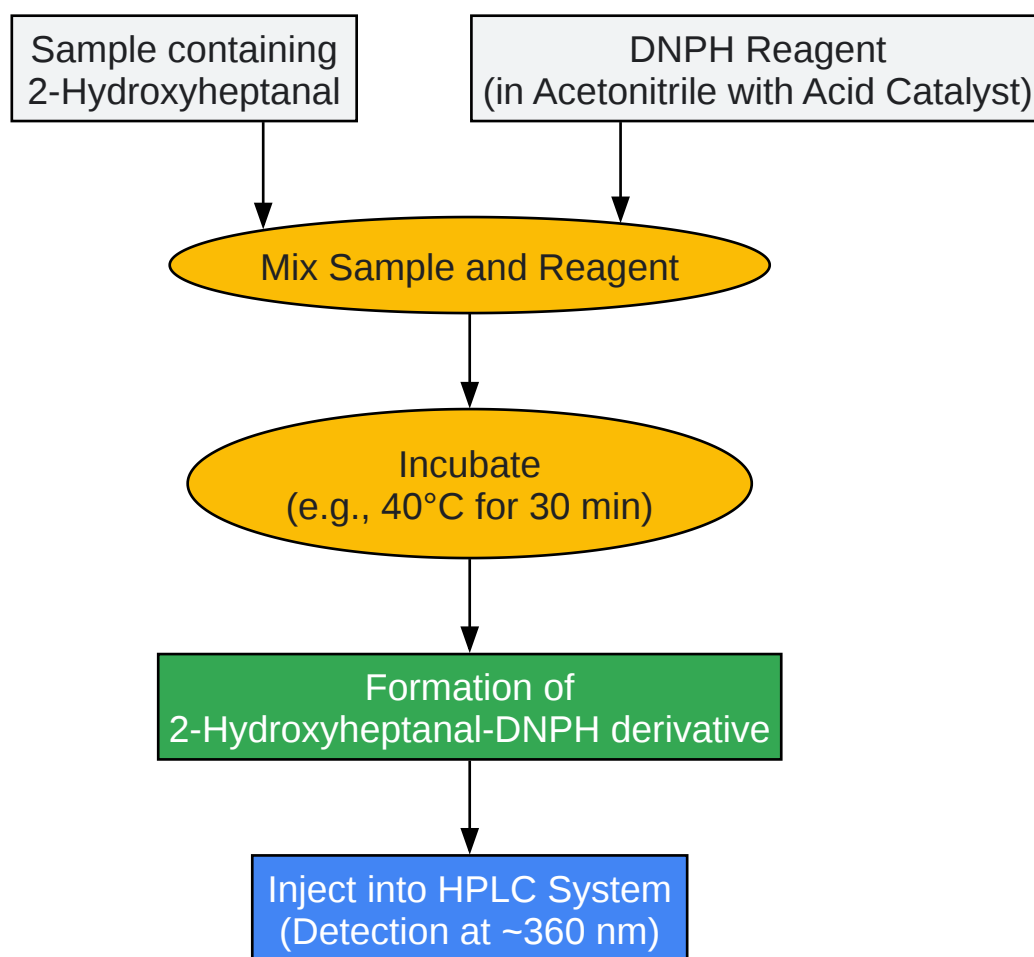 Sample containing
2-Hydroxyheptanal
DNPH Reagent
(in Acetonitrile with Acid Catalyst)
Mix Sample and Reagent
Incubate
(e.g., 40°C for 30 min)
Formation of
2-Hydroxyheptanal-DNPH derivative
Inject into HPLC System
(Detection at ~360 nm)